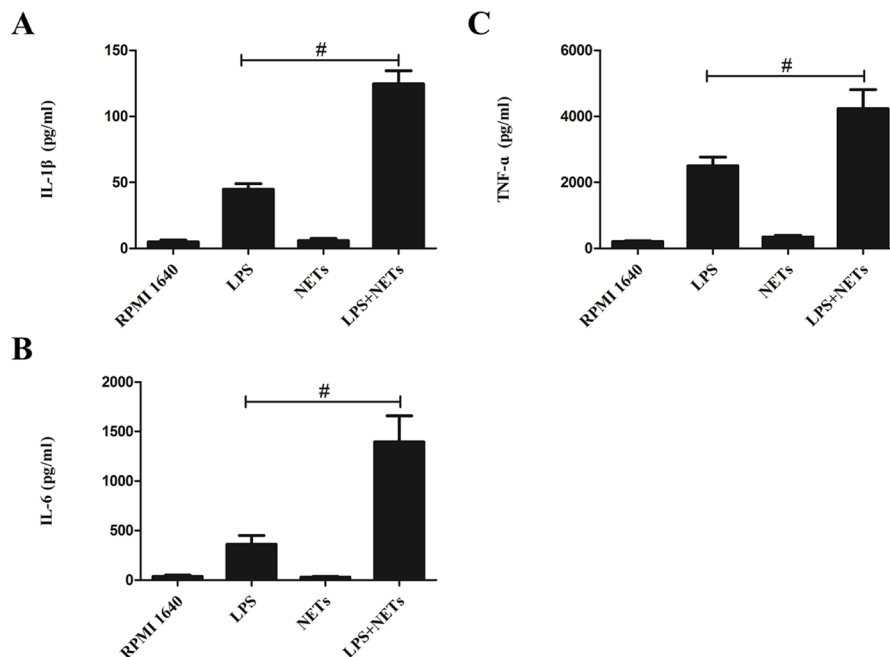 A
IL-1β (pg/ml)
150
100
50
0
#
RPMI 1640
LPS
NETs
LPS+NETs
C
TNF-α (pg/ml)
6000
4000
2000
0
#
RPMI 1640
LPS
NETs
LPS+NETs
B
IL-6 (pg/ml)
2000
1500
1000
500
0
#
RPMI 1640
LPS
NETs
LPS+NETs